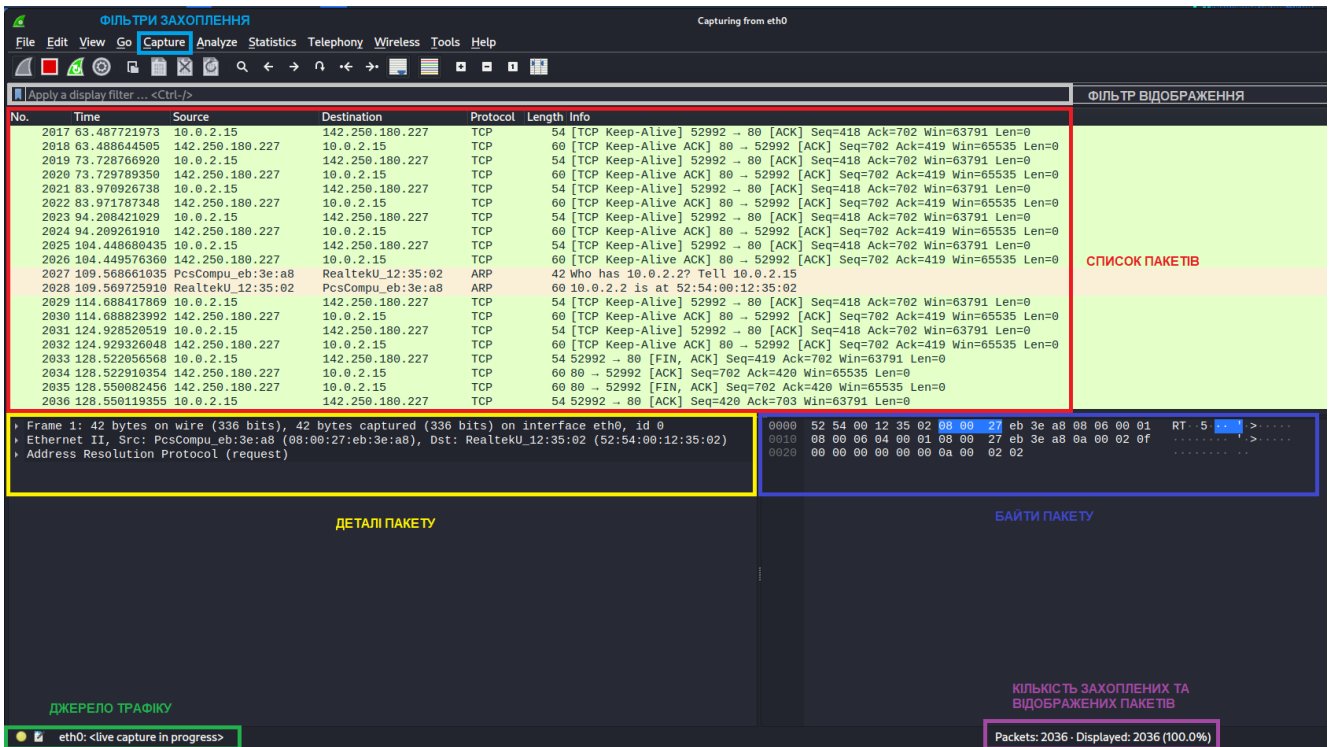 ФІЛЬТРИ ЗАХОПЛЕННЯ
Capturing from eth0
File Edit View Go Capture Analyze Statistics Telephony Wireless Tools Help
Apply a display filter ... <Ctrl-/>
ФІЛЬТР ВІДОБРАЖЕННЯ
No. Time Source Destination Protocol Length Info
2017 63.487721973 10.0.2.15 142.250.180.227 TCP 54 [TCP Keep-Alive] 52992 → 80 [ACK] Seq=418 Ack=702 Win=63791 Len=0
2018 63.488644505 142.250.180.227 10.0.2.15 TCP 60 [TCP Keep-Alive ACK] 80 → 52992 [ACK] Seq=702 Ack=419 Win=65535 Len=0
2019 73.728766920 10.0.2.15 142.250.180.227 TCP 54 [TCP Keep-Alive] 52992 → 80 [ACK] Seq=418 Ack=702 Win=63791 Len=0
2020 73.729789350 142.250.180.227 10.0.2.15 TCP 60 [TCP Keep-Alive ACK] 80 → 52992 [ACK] Seq=702 Ack=419 Win=65535 Len=0
2021 83.970926738 10.0.2.15 142.250.180.227 TCP 54 [TCP Keep-Alive] 52992 → 80 [ACK] Seq=418 Ack=702 Win=63791 Len=0
2022 83.971787348 142.250.180.227 10.0.2.15 TCP 60 [TCP Keep-Alive ACK] 80 → 52992 [ACK] Seq=702 Ack=419 Win=65535 Len=0
2023 94.208421029 10.0.2.15 142.250.180.227 TCP 54 [TCP Keep-Alive] 52992 → 80 [ACK] Seq=418 Ack=702 Win=63791 Len=0
2024 94.209261910 142.250.180.227 10.0.2.15 TCP 60 [TCP Keep-Alive ACK] 80 → 52992 [ACK] Seq=702 Ack=419 Win=65535 Len=0
2025 104.448680435 10.0.2.15 142.250.180.227 TCP 54 [TCP Keep-Alive] 52992 → 80 [ACK] Seq=418 Ack=702 Win=63791 Len=0
2026 104.449576360 142.250.180.227 10.0.2.15 TCP 60 [TCP Keep-Alive ACK] 80 → 52992 [ACK] Seq=702 Ack=419 Win=65535 Len=0
СПИСОК ПАКЕТІВ
2027 109.568661035 PcsCompu_eb:3e:a8 RealtekU_12:35:02 ARP 42 Who has 10.0.2.2? Tell 10.0.2.15
2028 109.569725910 RealtekU_12:35:02 PcsCompu_eb:3e:a8 ARP 60 10.0.2.2 is at 52:54:00:12:35:02
2029 114.688417869 10.0.2.15 142.250.180.227 TCP 54 [TCP Keep-Alive] 52992 → 80 [ACK] Seq=418 Ack=702 Win=63791 Len=0
2030 114.688823992 142.250.180.227 10.0.2.15 TCP 60 [TCP Keep-Alive ACK] 80 → 52992 [ACK] Seq=702 Ack=419 Win=65535 Len=0
2031 124.928520519 10.0.2.15 142.250.180.227 TCP 54 [TCP Keep-Alive] 52992 → 80 [ACK] Seq=418 Ack=702 Win=63791 Len=0
2032 124.929326048 142.250.180.227 10.0.2.15 TCP 60 [TCP Keep-Alive ACK] 80 → 52992 [ACK] Seq=702 Ack=419 Win=65535 Len=0
2033 128.522056568 10.0.2.15 142.250.180.227 TCP 54 52992 → 80 [FIN, ACK] Seq=419 Ack=702 Win=63791 Len=0
2034 128.522910354 142.250.180.227 10.0.2.15 TCP 60 80 → 52992 [ACK] Seq=702 Ack=420 Win=65535 Len=0
2035 128.550082456 142.250.180.227 10.0.2.15 TCP 60 80 → 52992 [FIN, ACK] Seq=702 Ack=420 Win=65535 Len=0
2036 128.550119355 10.0.2.15 142.250.180.227 TCP 54 52992 → 80 [ACK] Seq=420 Ack=703 Win=63791 Len=0
Frame 1: 42 bytes on wire (336 bits), 42 bytes captured (336 bits) on interface eth0, id 0
Ethernet II, Src: PcsCompu_eb:3e:a8 (08:00:27:eb:3e:a8), Dst: RealtekU_12:35:02 (52:54:00:12:35:02)
Address Resolution Protocol (request)
0000 52 54 00 12 35 02 08 00 27 eb 3e a8 08 06 00 01 RT··5···'·>·····
0010 08 00 06 04 00 01 08 00 27 eb 3e a8 0a 00 02 0f ········'·>·····
0020 00 00 00 00 00 00 0a 00 02 02 ··········
ДЕТАЛІ ПАКЕТУ
БАЙТИ ПАКЕТУ
КІЛЬКІСТЬ ЗАХОПЛЕНИХ ТА
ВІДОБРАЖЕНИХ ПАКЕТІВ
ДЖЕРЕЛО ТРАФІКУ
eth0: <live capture in progress>
Packets: 2036 · Displayed: 2036 (100.0%)